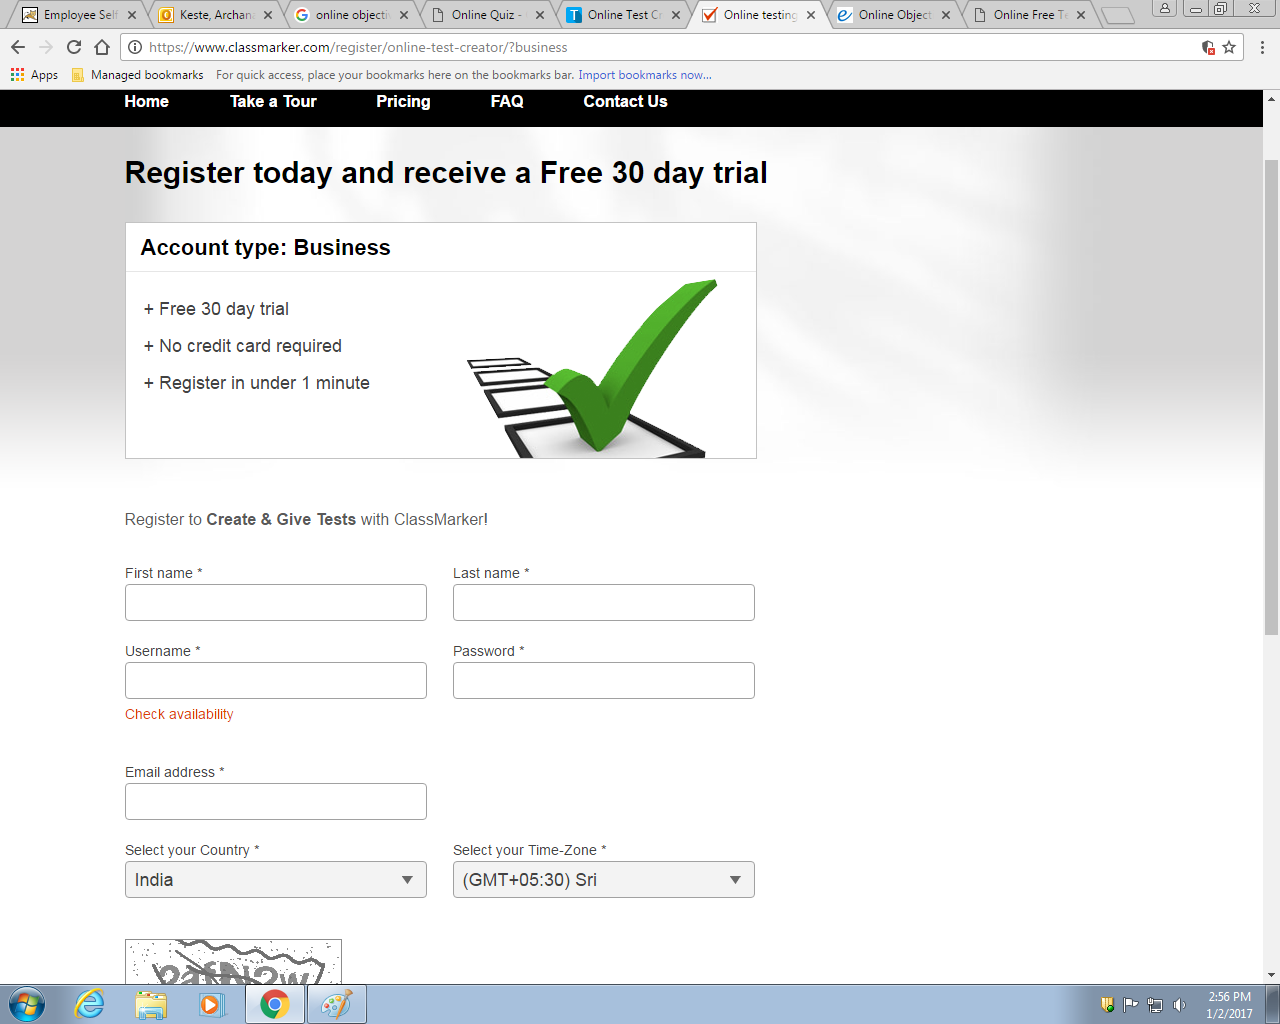 Employee Self
Keste, Archana
online objecti
Online Quiz -
Online Test Cr
Online testing
Online Object
Online Free Te
https://www.classmarker.com/register/online-test-creator/?business
Apps
Managed bookmarks
For quick access, place your bookmarks here on the bookmarks bar. Import bookmarks now...
Home
Take a Tour
Pricing
FAQ
Contact Us
Register today and receive a Free 30 day trial
Account type: Business
+ Free 30 day trial
+ No credit card required
+ Register in under 1 minute
Register to Create & Give Tests with ClassMarker!
First name *
Last name *
Username *
Password *
Check availability
Email address *
Select your Country *
Select your Time-Zone *
India
(GMT+05:30) Sri
2:56 PM
1/2/2017